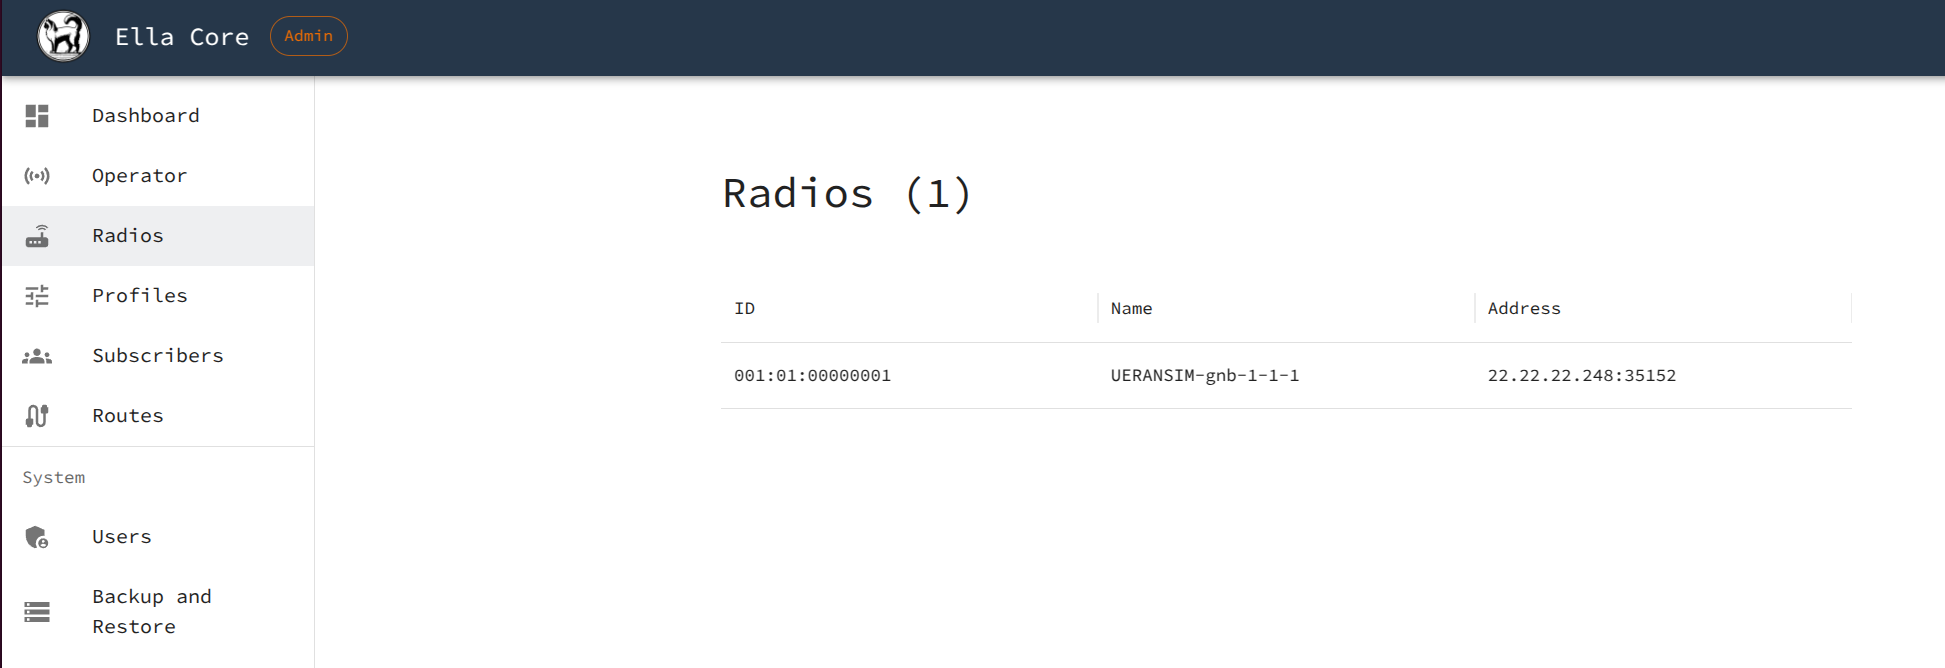 Ella Core Admin
Dashboard
Operator
Radios
Profiles
Subscribers
Routes
System
Users
Backup and
Restore
Radios (1)
ID Name Address
001:01:00000001 UERANSIM-gnb-1-1-1 22.22.22.248:35152